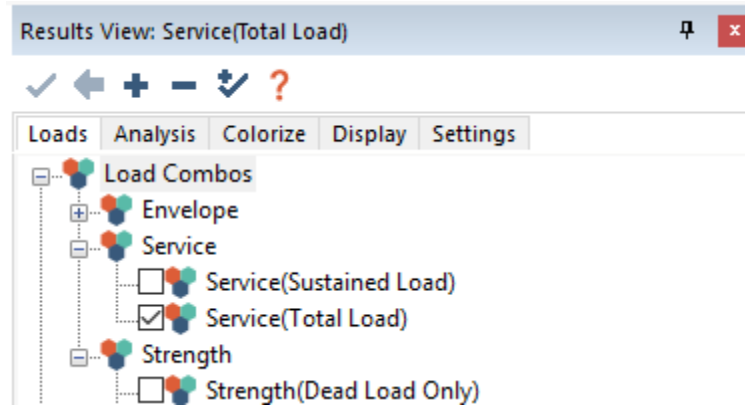 Results View: Service(Total Load)
Loads Analysis Colorize Display Settings
Load Combos
Envelope
Service
Service(Sustained Load)
Service(Total Load)
Strength
Strength(Dead Load Only)